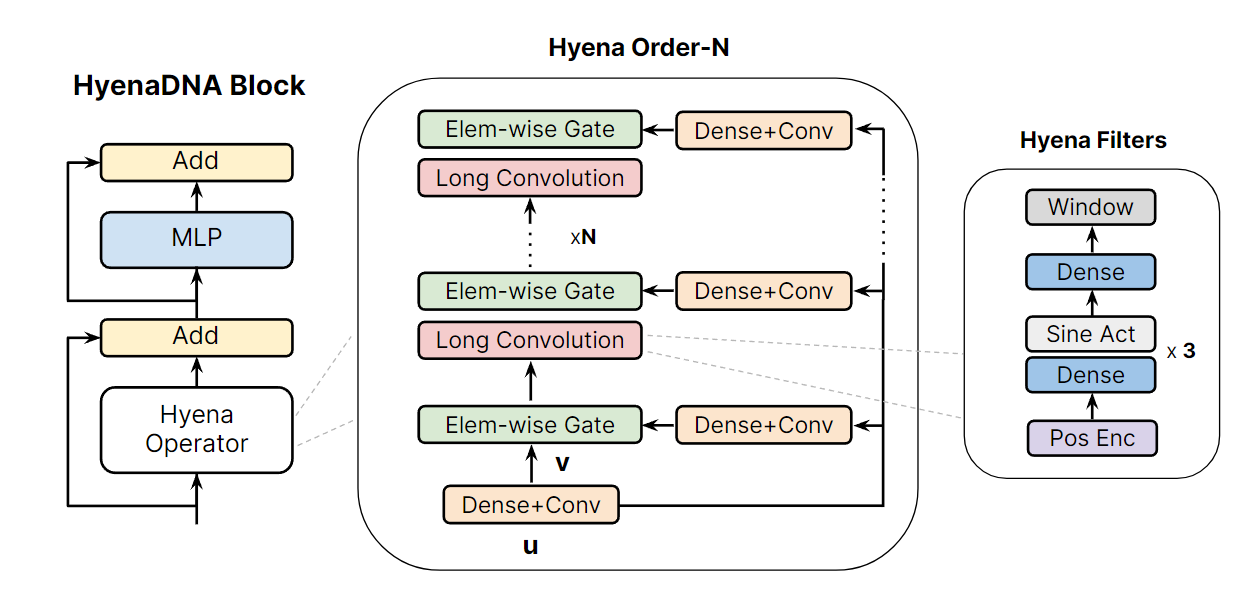 HyenaDNA Block
Add
MLP
Add
Hyena
Operator
Hyena Order-N
Elem-wise Gate
Dense+Conv
Long Convolution
xN
Elem-wise Gate
Dense+Conv
Long Convolution
Elem-wise Gate
Dense+Conv
v
Dense+Conv
u
Hyena Filters
Window
Dense
Sine Act
x 3
Dense
Pos Enc